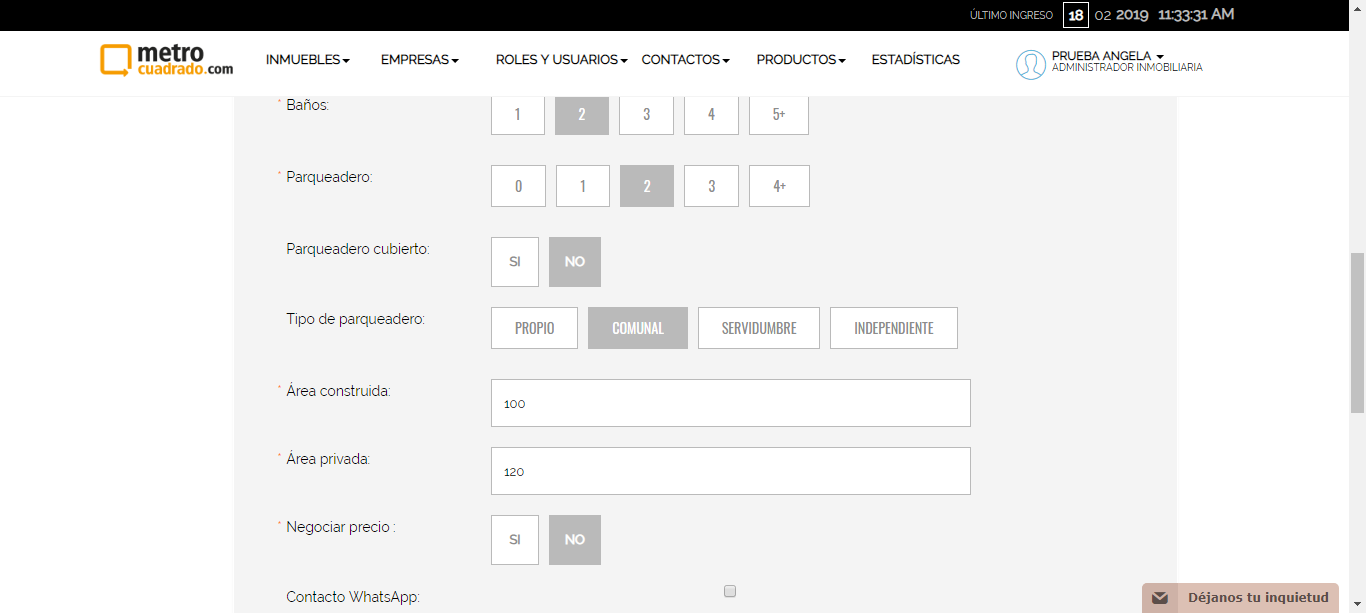 ÚLTIMO INGRESO 18 02 2019 11:33:31 AM
metro
cuadrado.com
INMUEBLES EMPRESAS ROLES Y USUARIOS CONTACTOS PRODUCTOS ESTADÍSTICAS
PRUEBA ANGELA
ADMINISTRADOR INMOBILIARIA
* Baños: 1 2 3 4 5+
* Parqueadero: 0 1 2 3 4+
Parqueadero cubierto: SI NO
Tipo de parqueadero: PROPIO COMUNAL SERVIDUMBRE INDEPENDIENTE
* Área construida: 100
* Área privada: 120
* Negociar precio : SI NO
Contacto WhatsApp:
Déjanos tu inquietud